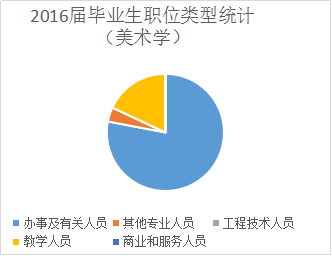 2016届毕业生职位类型统计
（美术学）
办事及有关人员 其他专业人员 工程技术人员
教学人员 商业和服务人员